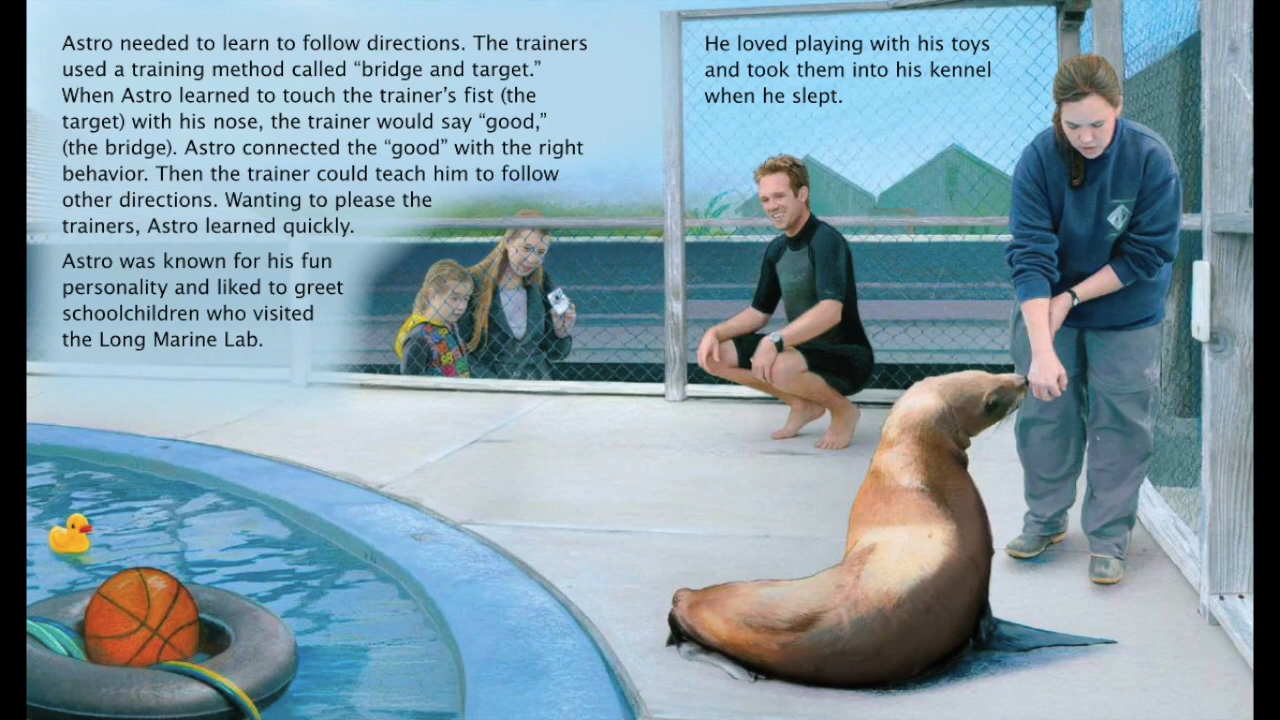 Astro needed to learn to follow directions. The trainers
used a training method called “bridge and target.”
When Astro learned to touch the trainer’s fist (the
target) with his nose, the trainer would say “good,”
(the bridge). Astro connected the “good” with the right
behavior. Then the trainer could teach him to follow
other directions. Wanting to please the
trainers, Astro learned quickly.
Astro was known for his fun
personality and liked to greet
schoolchildren who visited
the Long Marine Lab.
He loved playing with his toys
and took them into his kennel
when he slept.